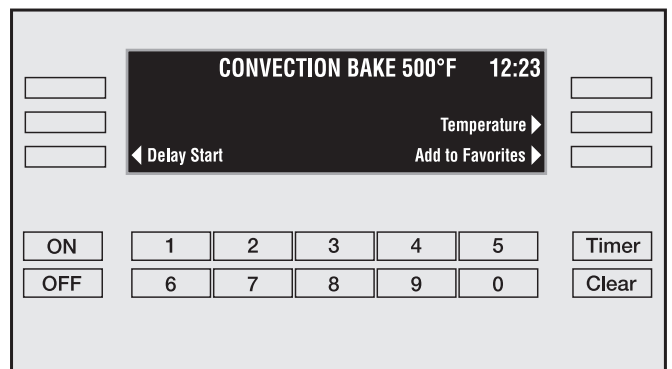 CONVECTION BAKE 500°F 12:23
Temperature
Delay Start Add to Favorites
ON 1 2 3 4 5 Timer
OFF 6 7 8 9 0 Clear